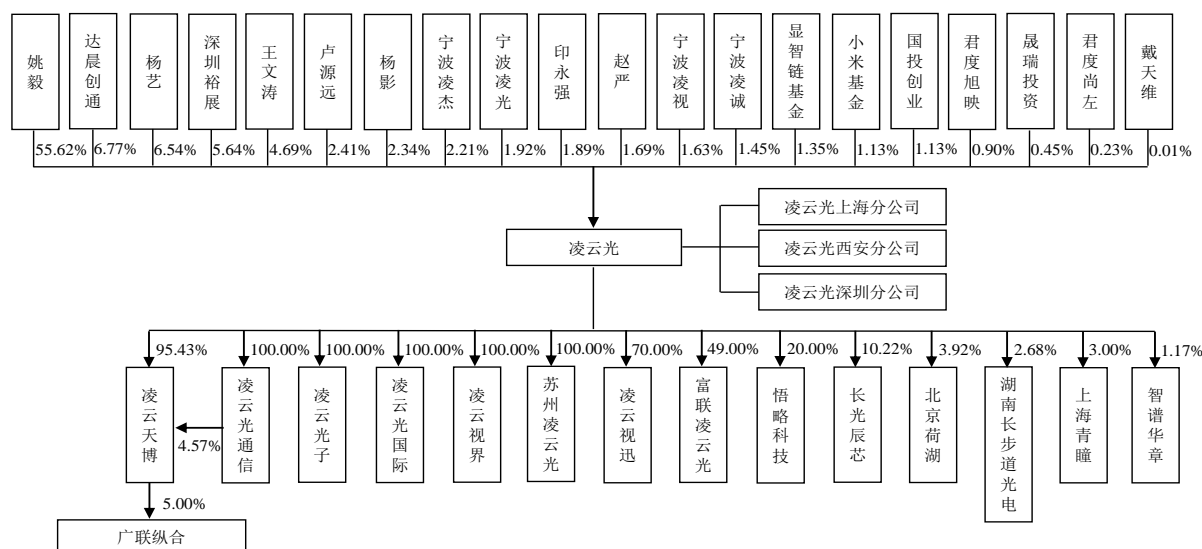 姚毅
达晨创通
杨艺
深圳裕展
王文涛
卢源远
杨影
宁波凌杰
宁波凌光
印永强
赵严
宁波凌视
宁波凌诚
显智链基金
小米基金
国投创业
君度旭映
晟瑞投资
君度尚左
戴天维
55.62%
6.77%
6.54%
5.64%
4.69%
2.41%
2.34%
2.21%
1.92%
1.89%
1.69%
1.63%
1.45%
1.35%
1.13%
1.13%
0.90%
0.45%
0.23%
0.01%
凌云光
凌云光上海分公司
凌云光西安分公司
凌云光深圳分公司
95.43%
100.00%
100.00%
100.00%
100.00%
100.00%
70.00%
49.00%
20.00%
10.22%
3.92%
2.68%
3.00%
1.17%
凌云天博
凌云光通信
凌云光子
凌云光国际
凌云视界
苏州凌云光
凌云视迅
富联凌云光
悟略科技
长光辰芯
北京荷湖
湖南长步道光电
上海青瞳
智谱华章
4.57%
5.00%
广联纵合